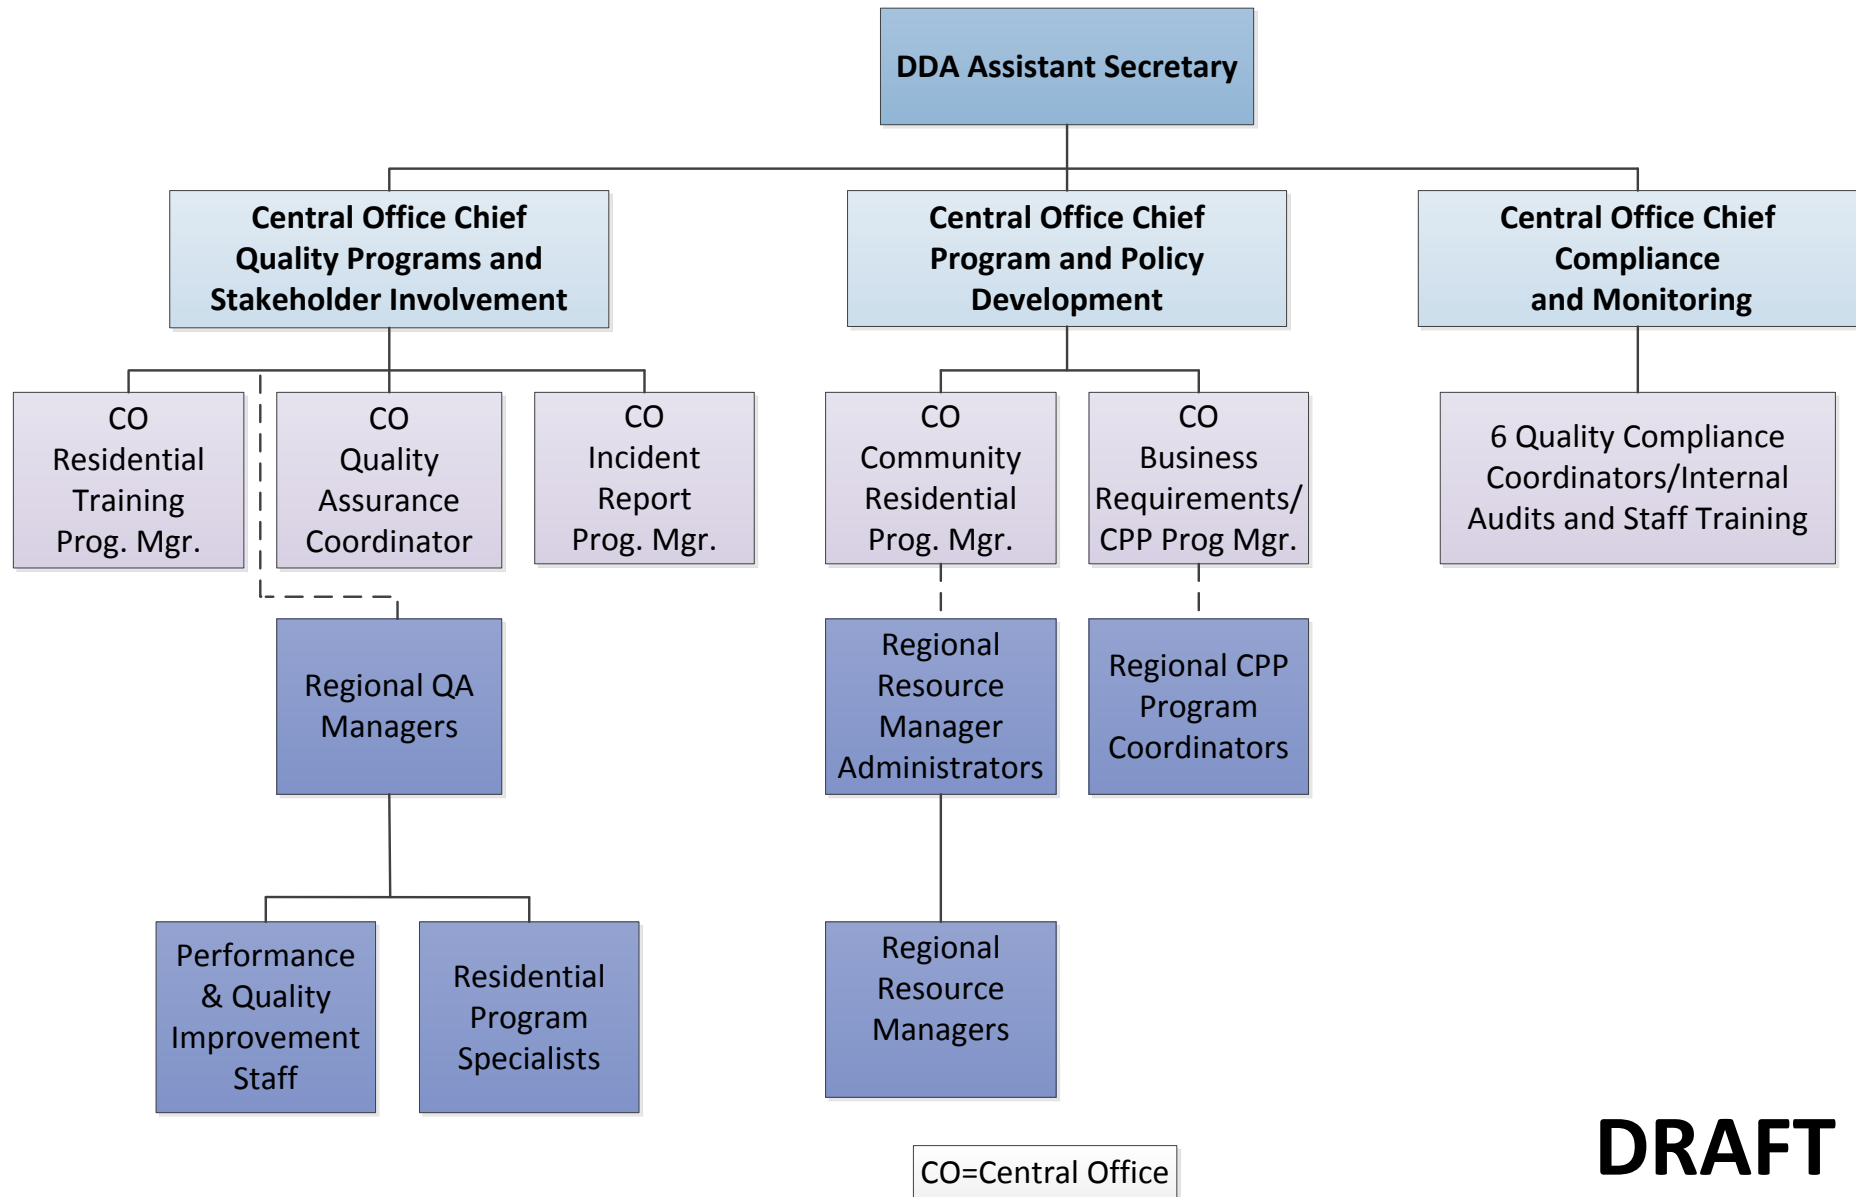 DDA Assistant Secretary
Central Office Chief
Quality Programs and
Stakeholder Involvement
Central Office Chief
Program and Policy
Development
Central Office Chief
Compliance
and Monitoring
CO
Residential
Training
Prog. Mgr.
CO
Quality
Assurance
Coordinator
CO
Incident
Report
Prog. Mgr.
CO
Community
Residential
Prog. Mgr.
CO
Business
Requirements/
CPP Prog Mgr.
6 Quality Compliance
Coordinators/Internal
Audits and Staff Training
Regional QA
Managers
Regional
Resource
Manager
Administrators
Regional CPP
Program
Coordinators
Performance
& Quality
Improvement
Staff
Residential
Program
Specialists
Regional
Resource
Managers
DRAFT
CO=Central Office